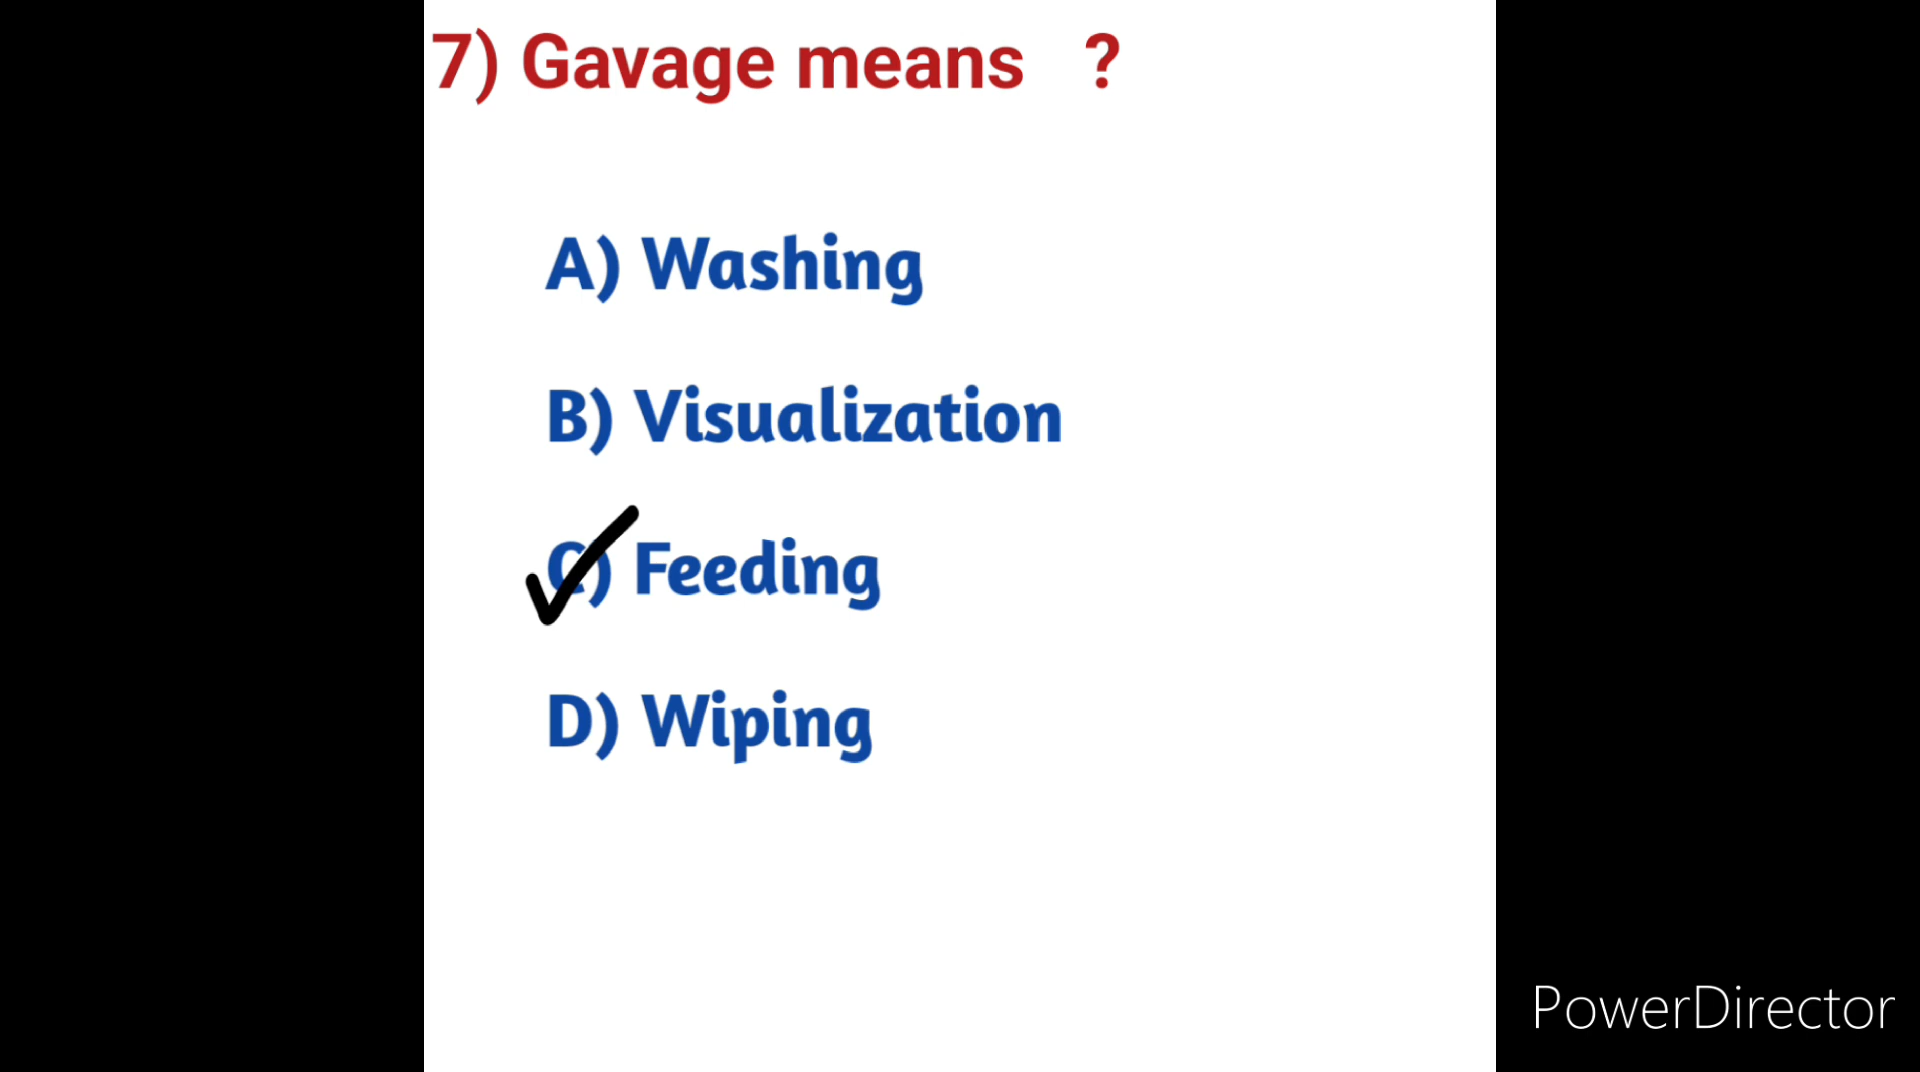 7) Gavage means ?
A) Washing
B) Visualization
C) Feeding
D) Wiping
PowerDirector